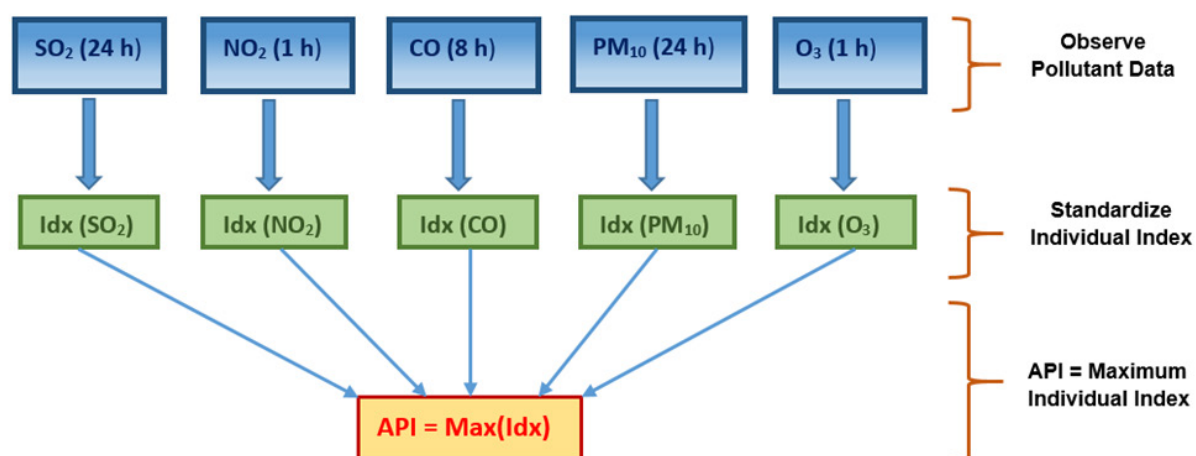 SO₂ (24 h)
NO₂ (1 h)
CO (8 h)
PM₁₀ (24 h)
O₃ (1 h)
Observe
Pollutant Data
Idx (SO₂)
Idx (NO₂)
Idx (CO)
Idx (PM₁₀)
Idx (O₃)
Standardize
Individual Index
API = Max(Idx)
API = Maximum
Individual Index